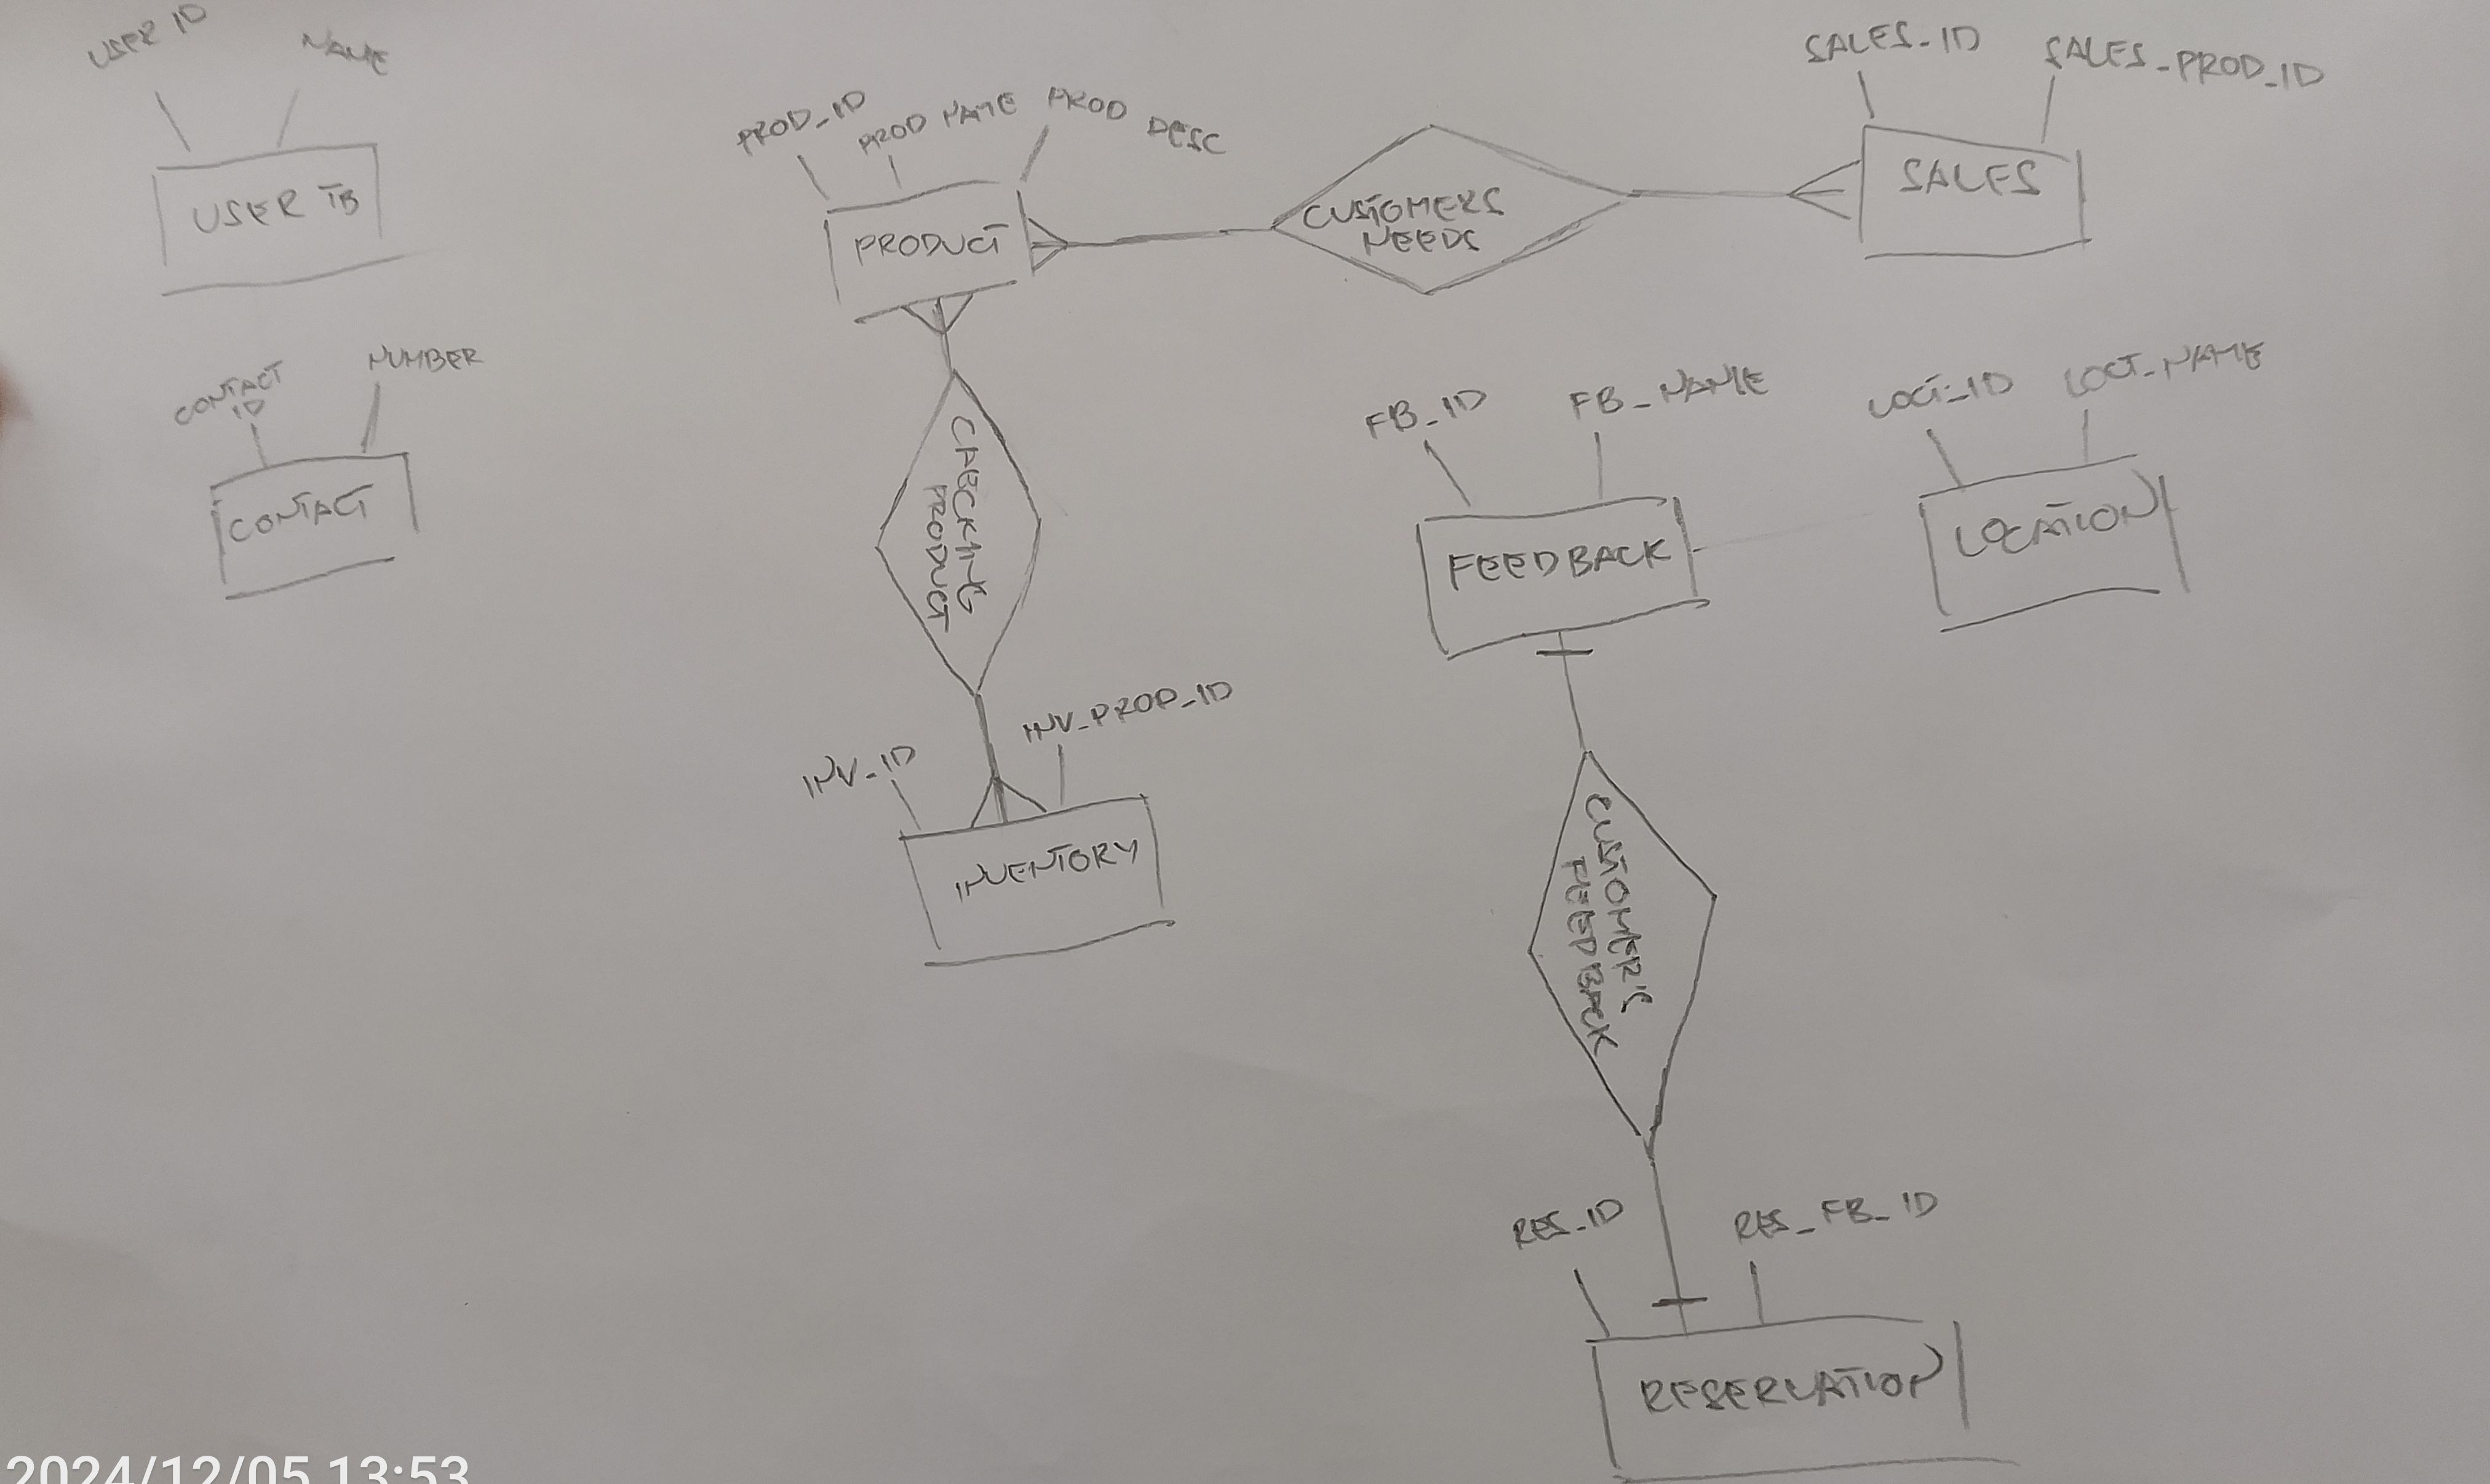 USER ID
NAME
USER TB
CONTACT
ID
NUMBER
CONTACT
PROD_ID
PROD NAME
PROD DESC
PRODUCT
CUSTOMERS
NEEDS
SALES_ID
SALES_PROD_ID
SALES
CHECKING
PRODUCT
INV_ID
INV_PROD_ID
INVENTORY
FB_ID
FB_NAME
FEEDBACK
LOCT_ID
LOCT_NAME
LOCATION
CUSTOMER'S
FEEDBACK
RES_ID
RES_FB_ID
RESERVATION
2024/12/05 13:53